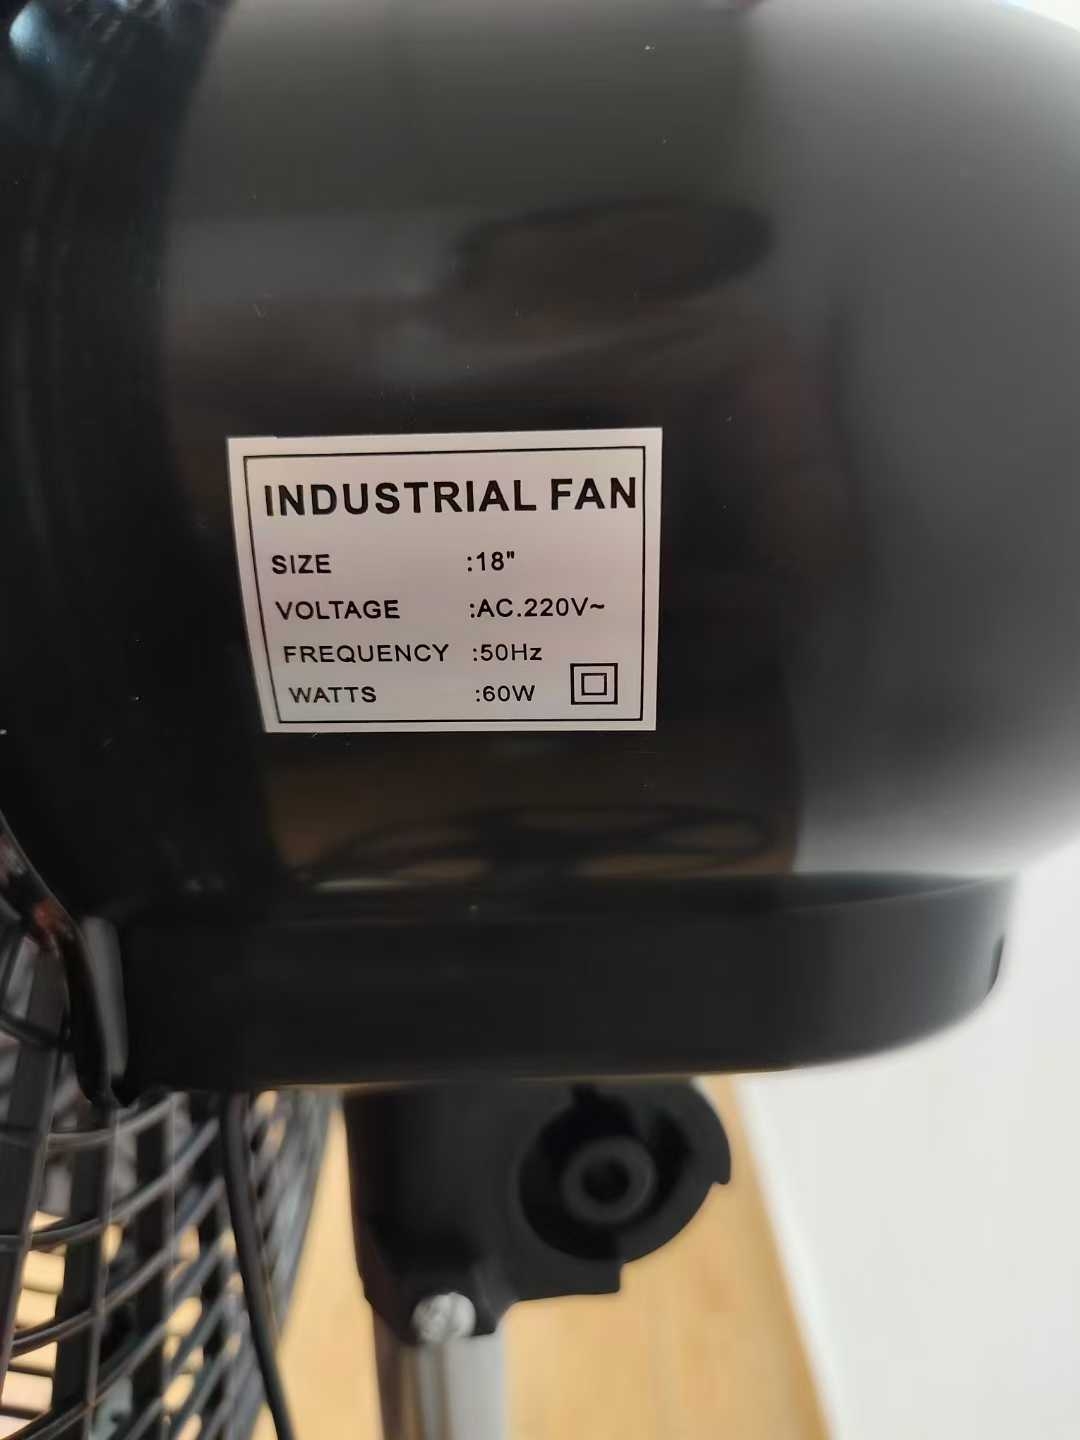 INDUSTRIAL FAN
SIZE :18"
VOLTAGE :AC.220V~
FREQUENCY :50Hz
WATTS :60W